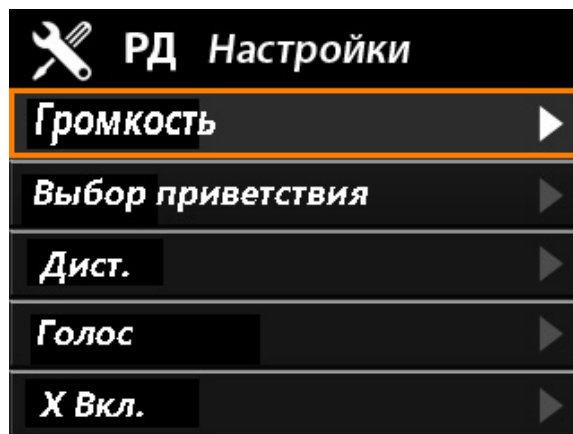 РД Настройки
Громкость
Выбор приветствия
Дист.
Голос
Х Вкл.